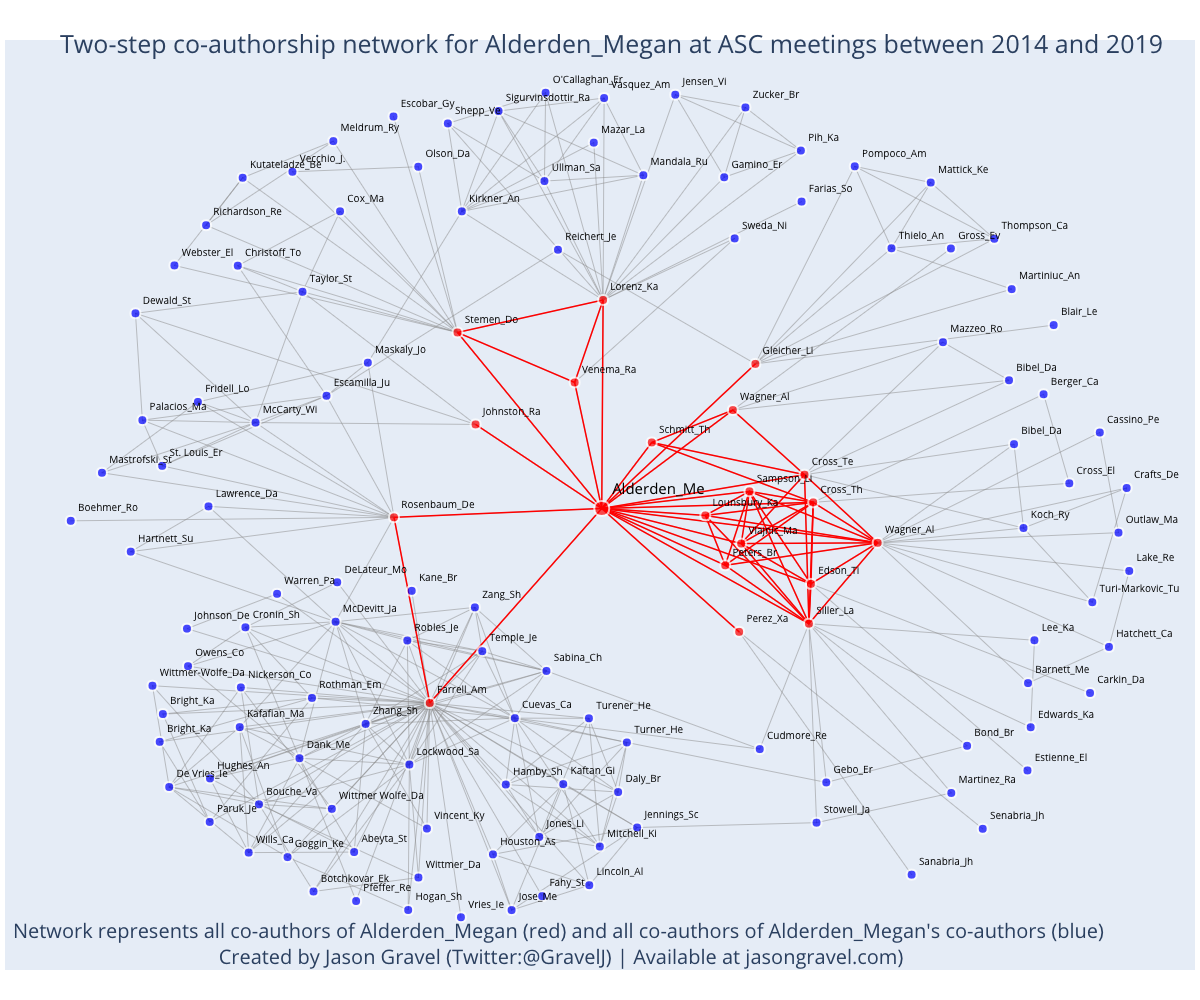 Two-step co-authorship network for Alderden_Megan at ASC meetings between 2014 and 2019
O'Callaghan_Er
Vasquez_Am
Jensen_Vi
Sigurvinsdottir_Ra
Zucker_Br
Escobar_Gy
Shepp_Ve
Meldrum_Ry
Mazar_La
Olson_Da
Pih_Ka
Vecchio_J.
Kutateladze_Be
Ullman_Sa
Mandala_Ru
Gamino_Er
Pompoco_Am
Mattick_Ke
Cox_Ma
Kirkner_An
Farias_So
Richardson_Re
Sweda_Ni
Thompson_Ca
Reichert_Je
Thielo_An
Gross_Ev
Webster_El
Christoff_To
Taylor_St
Martiniuc_An
Lorenz_Ka
Dewald_St
Stemen_Do
Blair_Le
Mazzeo_Ro
Maskaly_Jo
Gleicher_Li
Venema_Ra
Bibel_Da
Escamilla_Ju
Fridell_Lo
Wagner_Al
Berger_Ca
Palacios_Ma
McCarty_Wi
Johnston_Ra
Schmitt_Th
Cassino_Pe
Bibel_Da
St. Louis_Er
Mastrofski_St
Cross_Te
Cross_El
Crafts_De
Alderden_Me
Cross_Th
Lawrence_Da
Rosenbaum_De
Boehmer_Ro
Koch_Ry
Outlaw_Ma
Wagner_Al
Hartnett_Su
Peters_Br
Lake_Re
DeLateur_Mo
Edson_Ti
Kane_Br
Warren_Pa
Turi-Markovic_Tu
Zang_Sh
McDevitt_Ja
Siller_La
Johnson_De
Cronin_Sh
Perez_Xa
Robles_Je
Lee_Ka
Temple_Je
Hatchett_Ca
Owens_Co
Sabina_Ch
Wittmer-Wolfe_Da
Nickerson_Co
Barnett_Me
Rothman_Em
Farrell_Am
Carkin_Da
Bright_Ka
Kafafian_Ma
Zhang_Sh
Cuevas_Ca
Turener_He
Edwards_Ka
Bright_Ka
Turner_He
Cudmore_Re
Bond_Br
Dank_Me
Lockwood_Sa
Estienne_El
Hughes_An
De Vries_Ie
Hamby_Sh
Kaftan_Gi
Daly_Br
Gebo_Er
Martinez_Ra
Bouche_Va
Wittmer Wolfe_Da
Paruk_Je
Vincent_Ky
Jones_Li
Jennings_Sc
Stowell_Ja
Senabria_Jh
Wills_Ca
Goggin_Ke
Abeyta_St
Houston_As
Mitchell_Ki
Wittmer_Da
Sanabria_Jh
Botchkovar_Ek
Lincoln_Al
Pfeffer_Re
Fahy_St
Hogan_Sh
Vries_Ie
Jose_Me
Network represents all co-authors of Alderden_Megan (red) and all co-authors of Alderden_Megan's co-authors (blue)
Created by Jason Gravel (Twitter:@GravelJ) | Available at jasongravel.com)